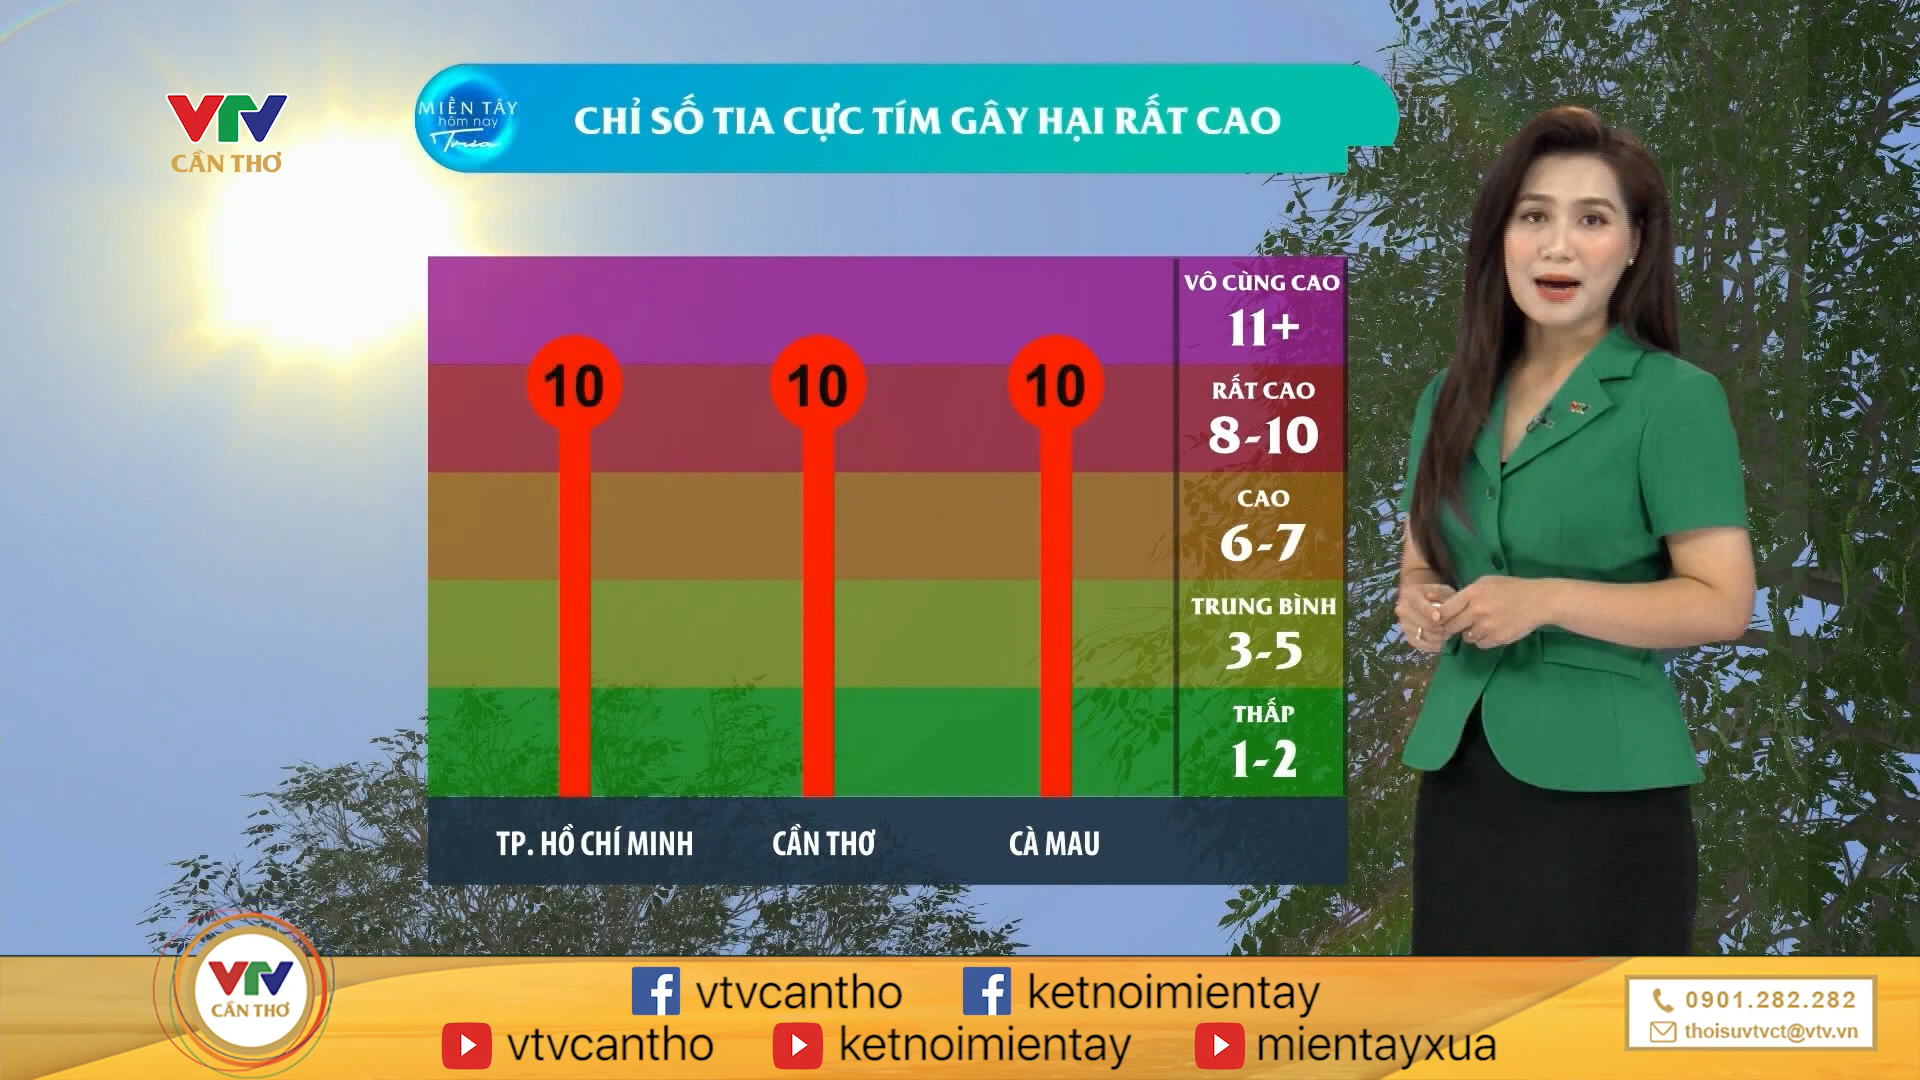 VTV
CẦN THƠ
MIỀN TÂY
hôm nay
Trưa
CHỈ SỐ TIA CỰC TÍM GÂY HẠI RẤT CAO
VÔ CÙNG CAO
11+
RẤT CAO
8-10
CAO
6-7
TRUNG BÌNH
3-5
THẤP
1-2
10 10 10
TP. HỒ CHÍ MINH CẦN THƠ CÀ MAU
VTV
CẦN THƠ
vtvcantho ketnoimientay
vtvcantho ketnoimientay mientayxua
0901.282.282
thoisuvtvct@vtv.vn